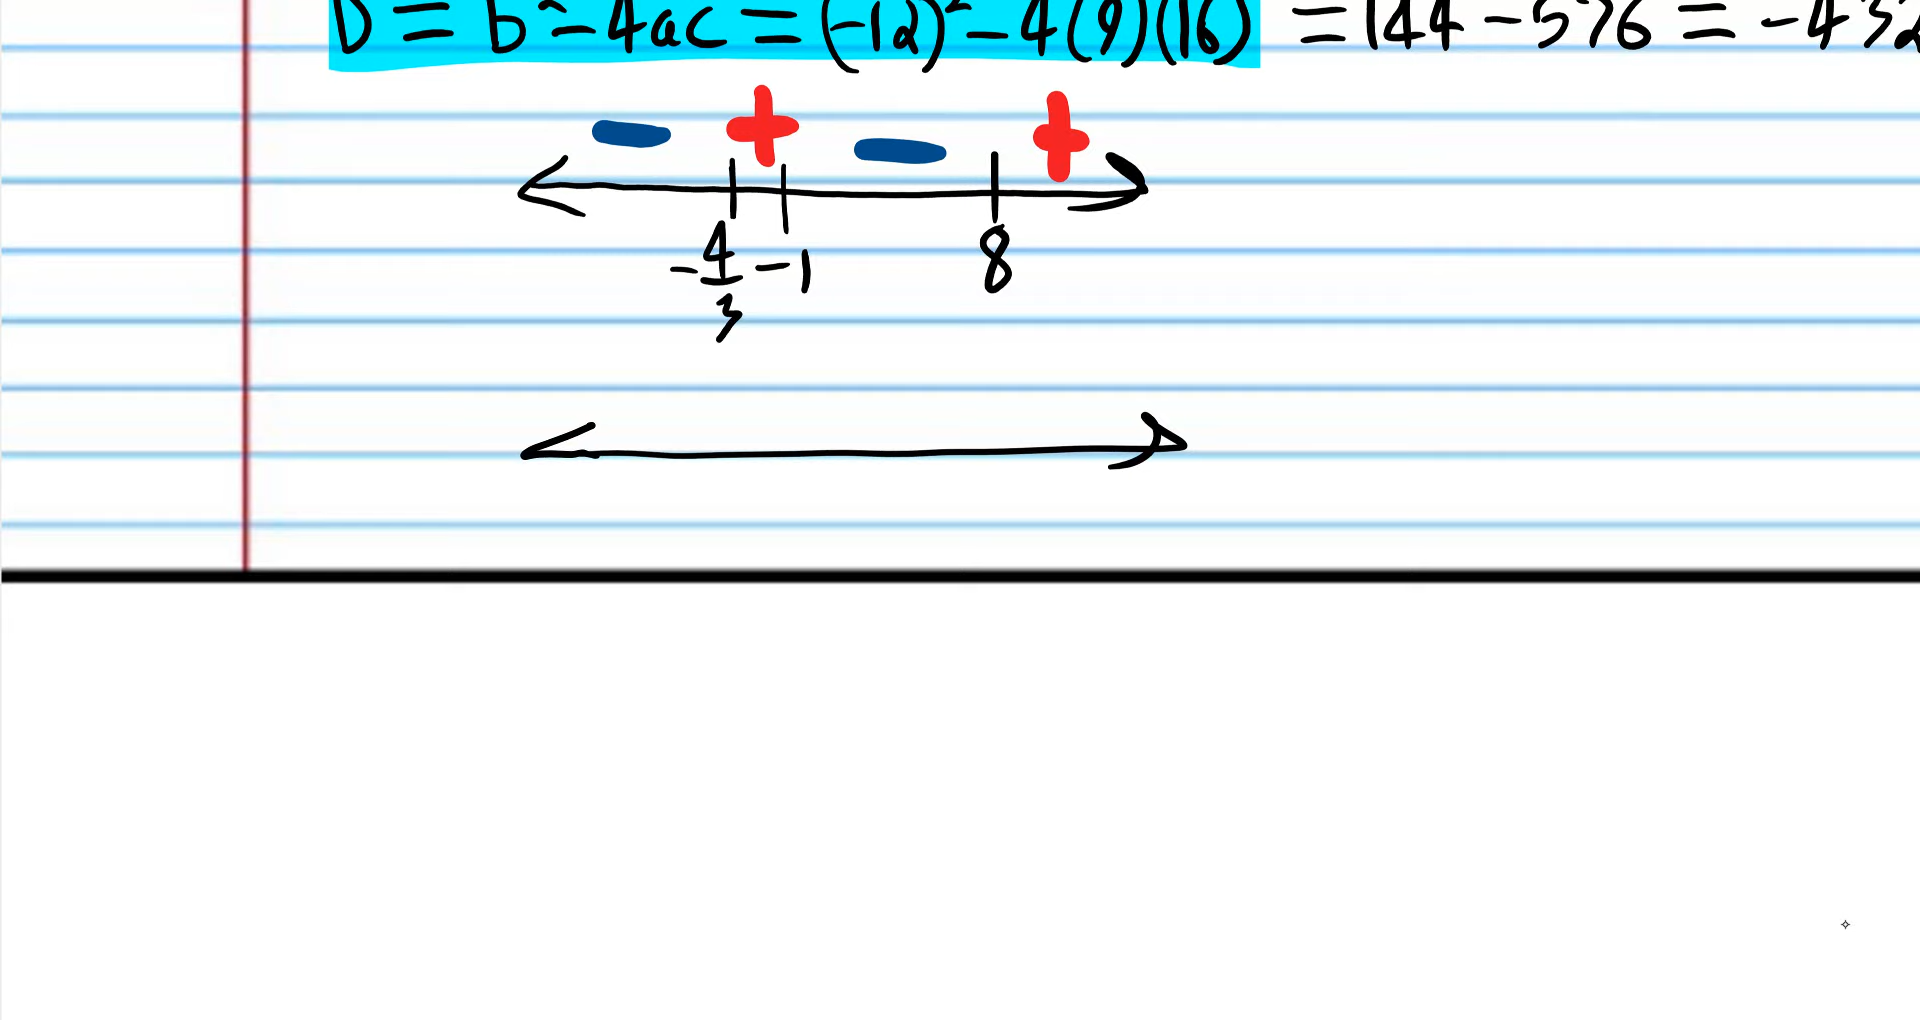 D = b² - 4ac = (-12)² - 4(9)(16) = 144 - 576 = -432
- + - +
-4/3 -1 8